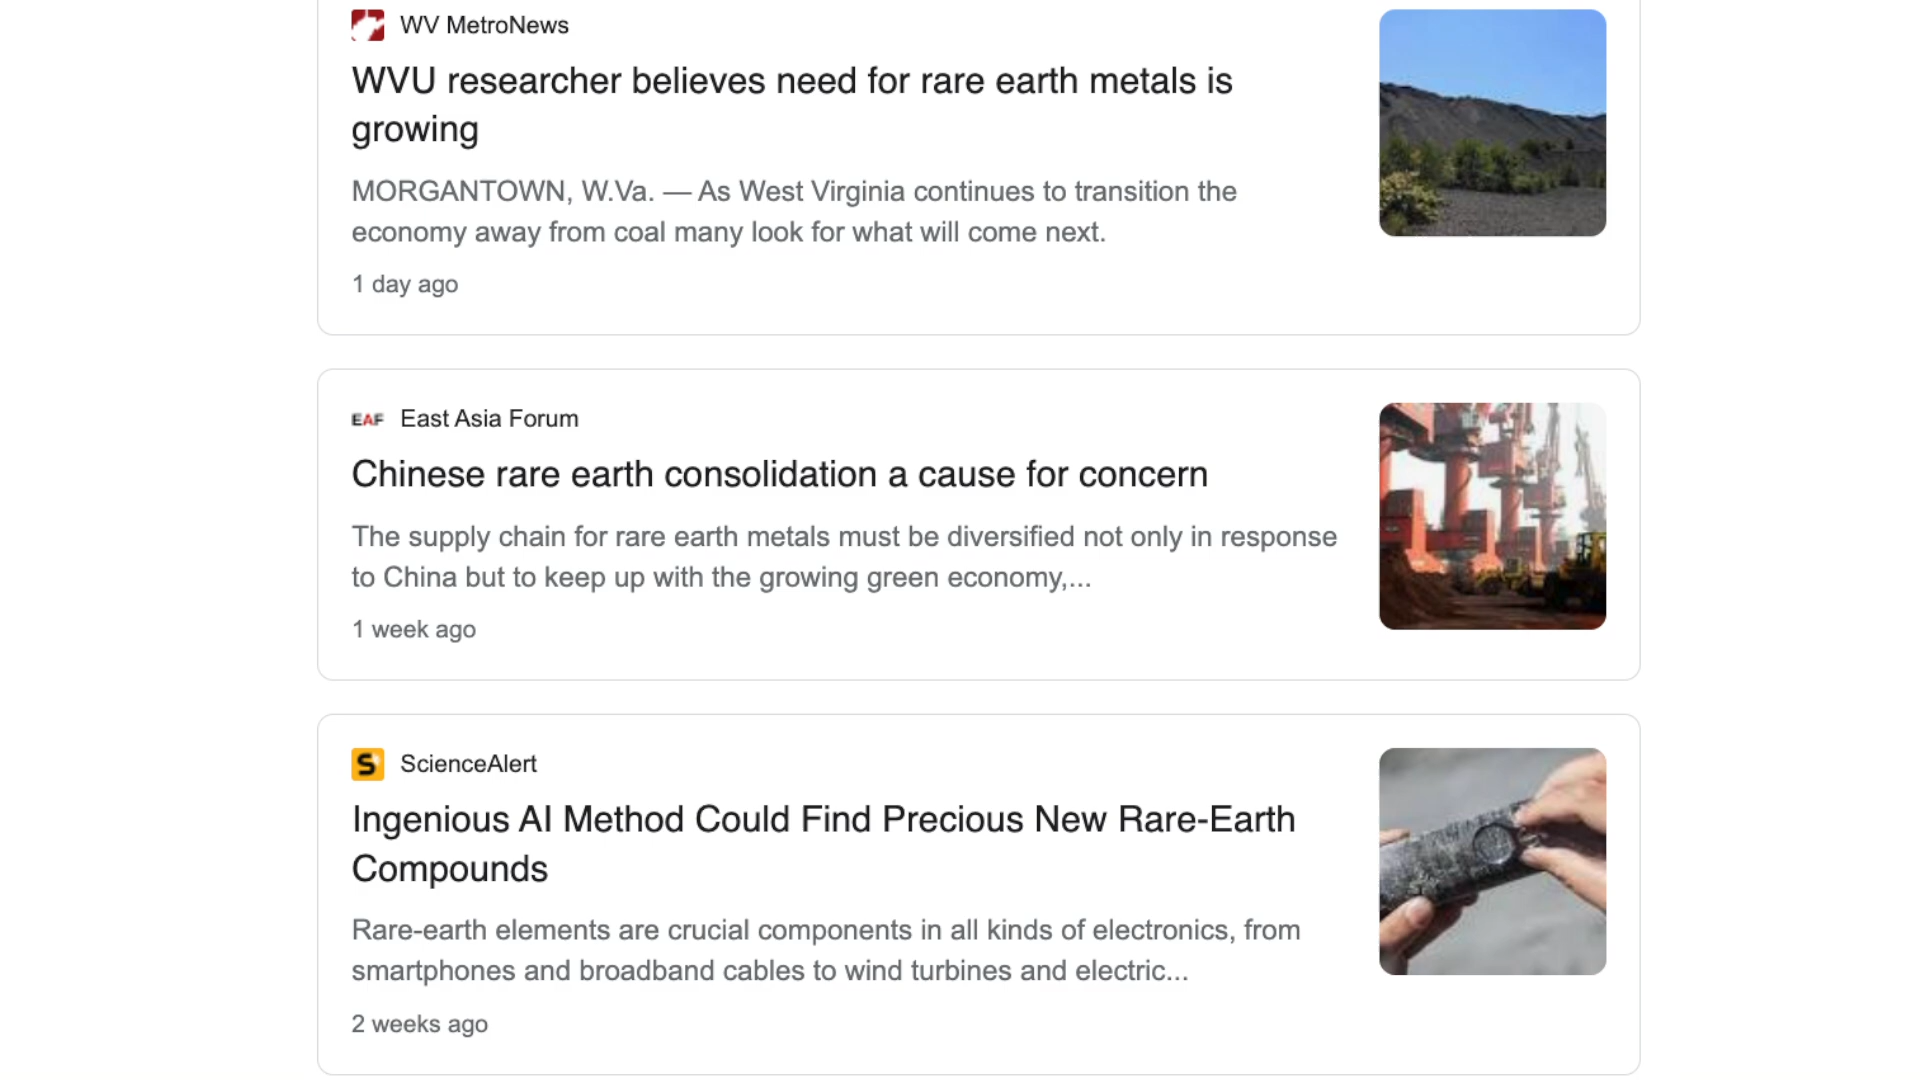 WV MetroNews
WVU researcher believes need for rare earth metals is
growing
MORGANTOWN, W.Va. — As West Virginia continues to transition the
economy away from coal many look for what will come next.
1 day ago
EAF East Asia Forum
Chinese rare earth consolidation a cause for concern
The supply chain for rare earth metals must be diversified not only in response
to China but to keep up with the growing green economy,...
1 week ago
S ScienceAlert
Ingenious AI Method Could Find Precious New Rare-Earth
Compounds
Rare-earth elements are crucial components in all kinds of electronics, from
smartphones and broadband cables to wind turbines and electric...
2 weeks ago